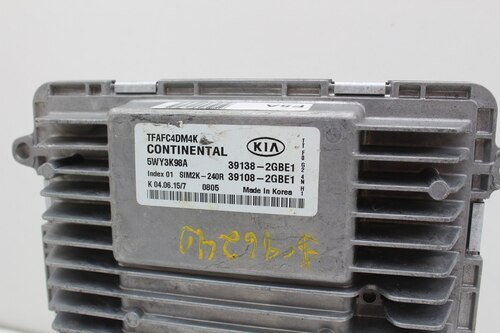 TFAFC4DM4K
CONTINENTAL KIA
5WY3K98A 39138-2GBE1
Index 01 SIM2K-240R 39108-2GBE1
K 04.06.15/7 0805 Made in Korea